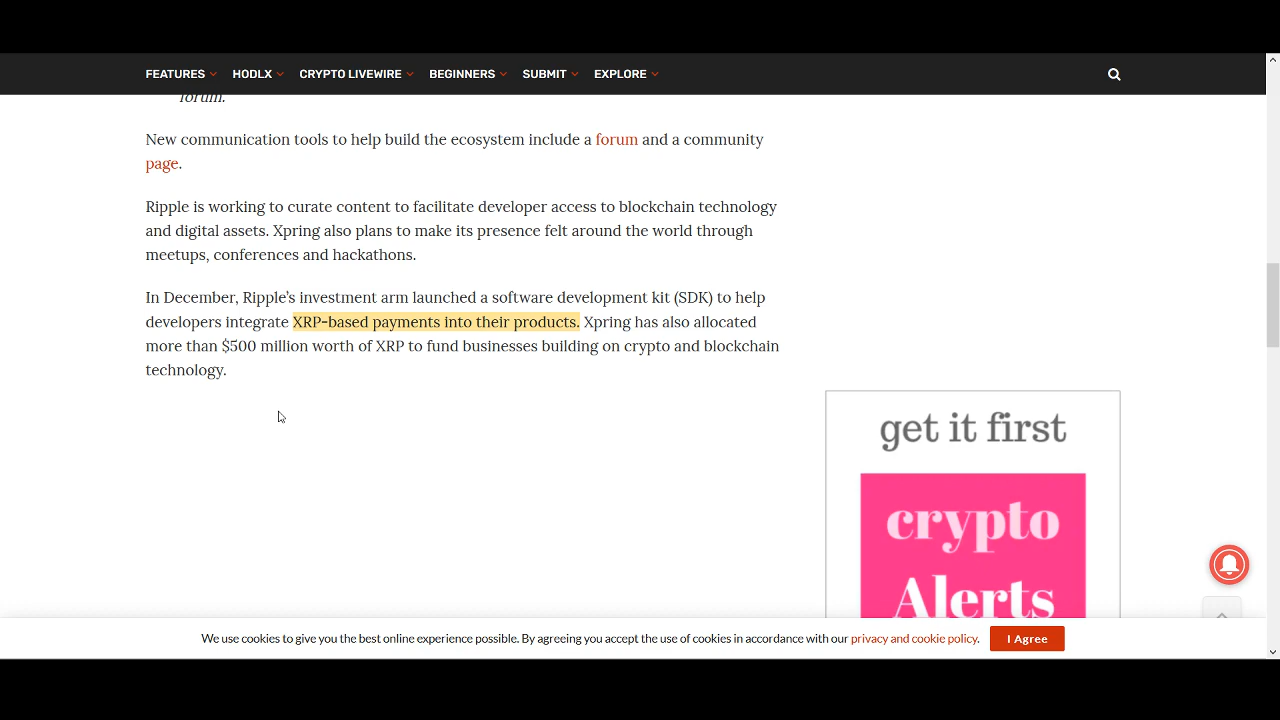 FEATURES HODLX CRYPTO LIVEWIRE BEGINNERS SUBMIT EXPLORE
forum.
New communication tools to help build the ecosystem include a forum and a community
page.
Ripple is working to curate content to facilitate developer access to blockchain technology
and digital assets. Xpring also plans to make its presence felt around the world through
meetups, conferences and hackathons.
In December, Ripple’s investment arm launched a software development kit (SDK) to help
developers integrate XRP-based payments into their products. Xpring has also allocated
more than $500 million worth of XRP to fund businesses building on crypto and blockchain
technology.
get it first
crypto
Alerts
We use cookies to give you the best online experience possible. By agreeing you accept the use of cookies in accordance with our privacy and cookie policy. I Agree